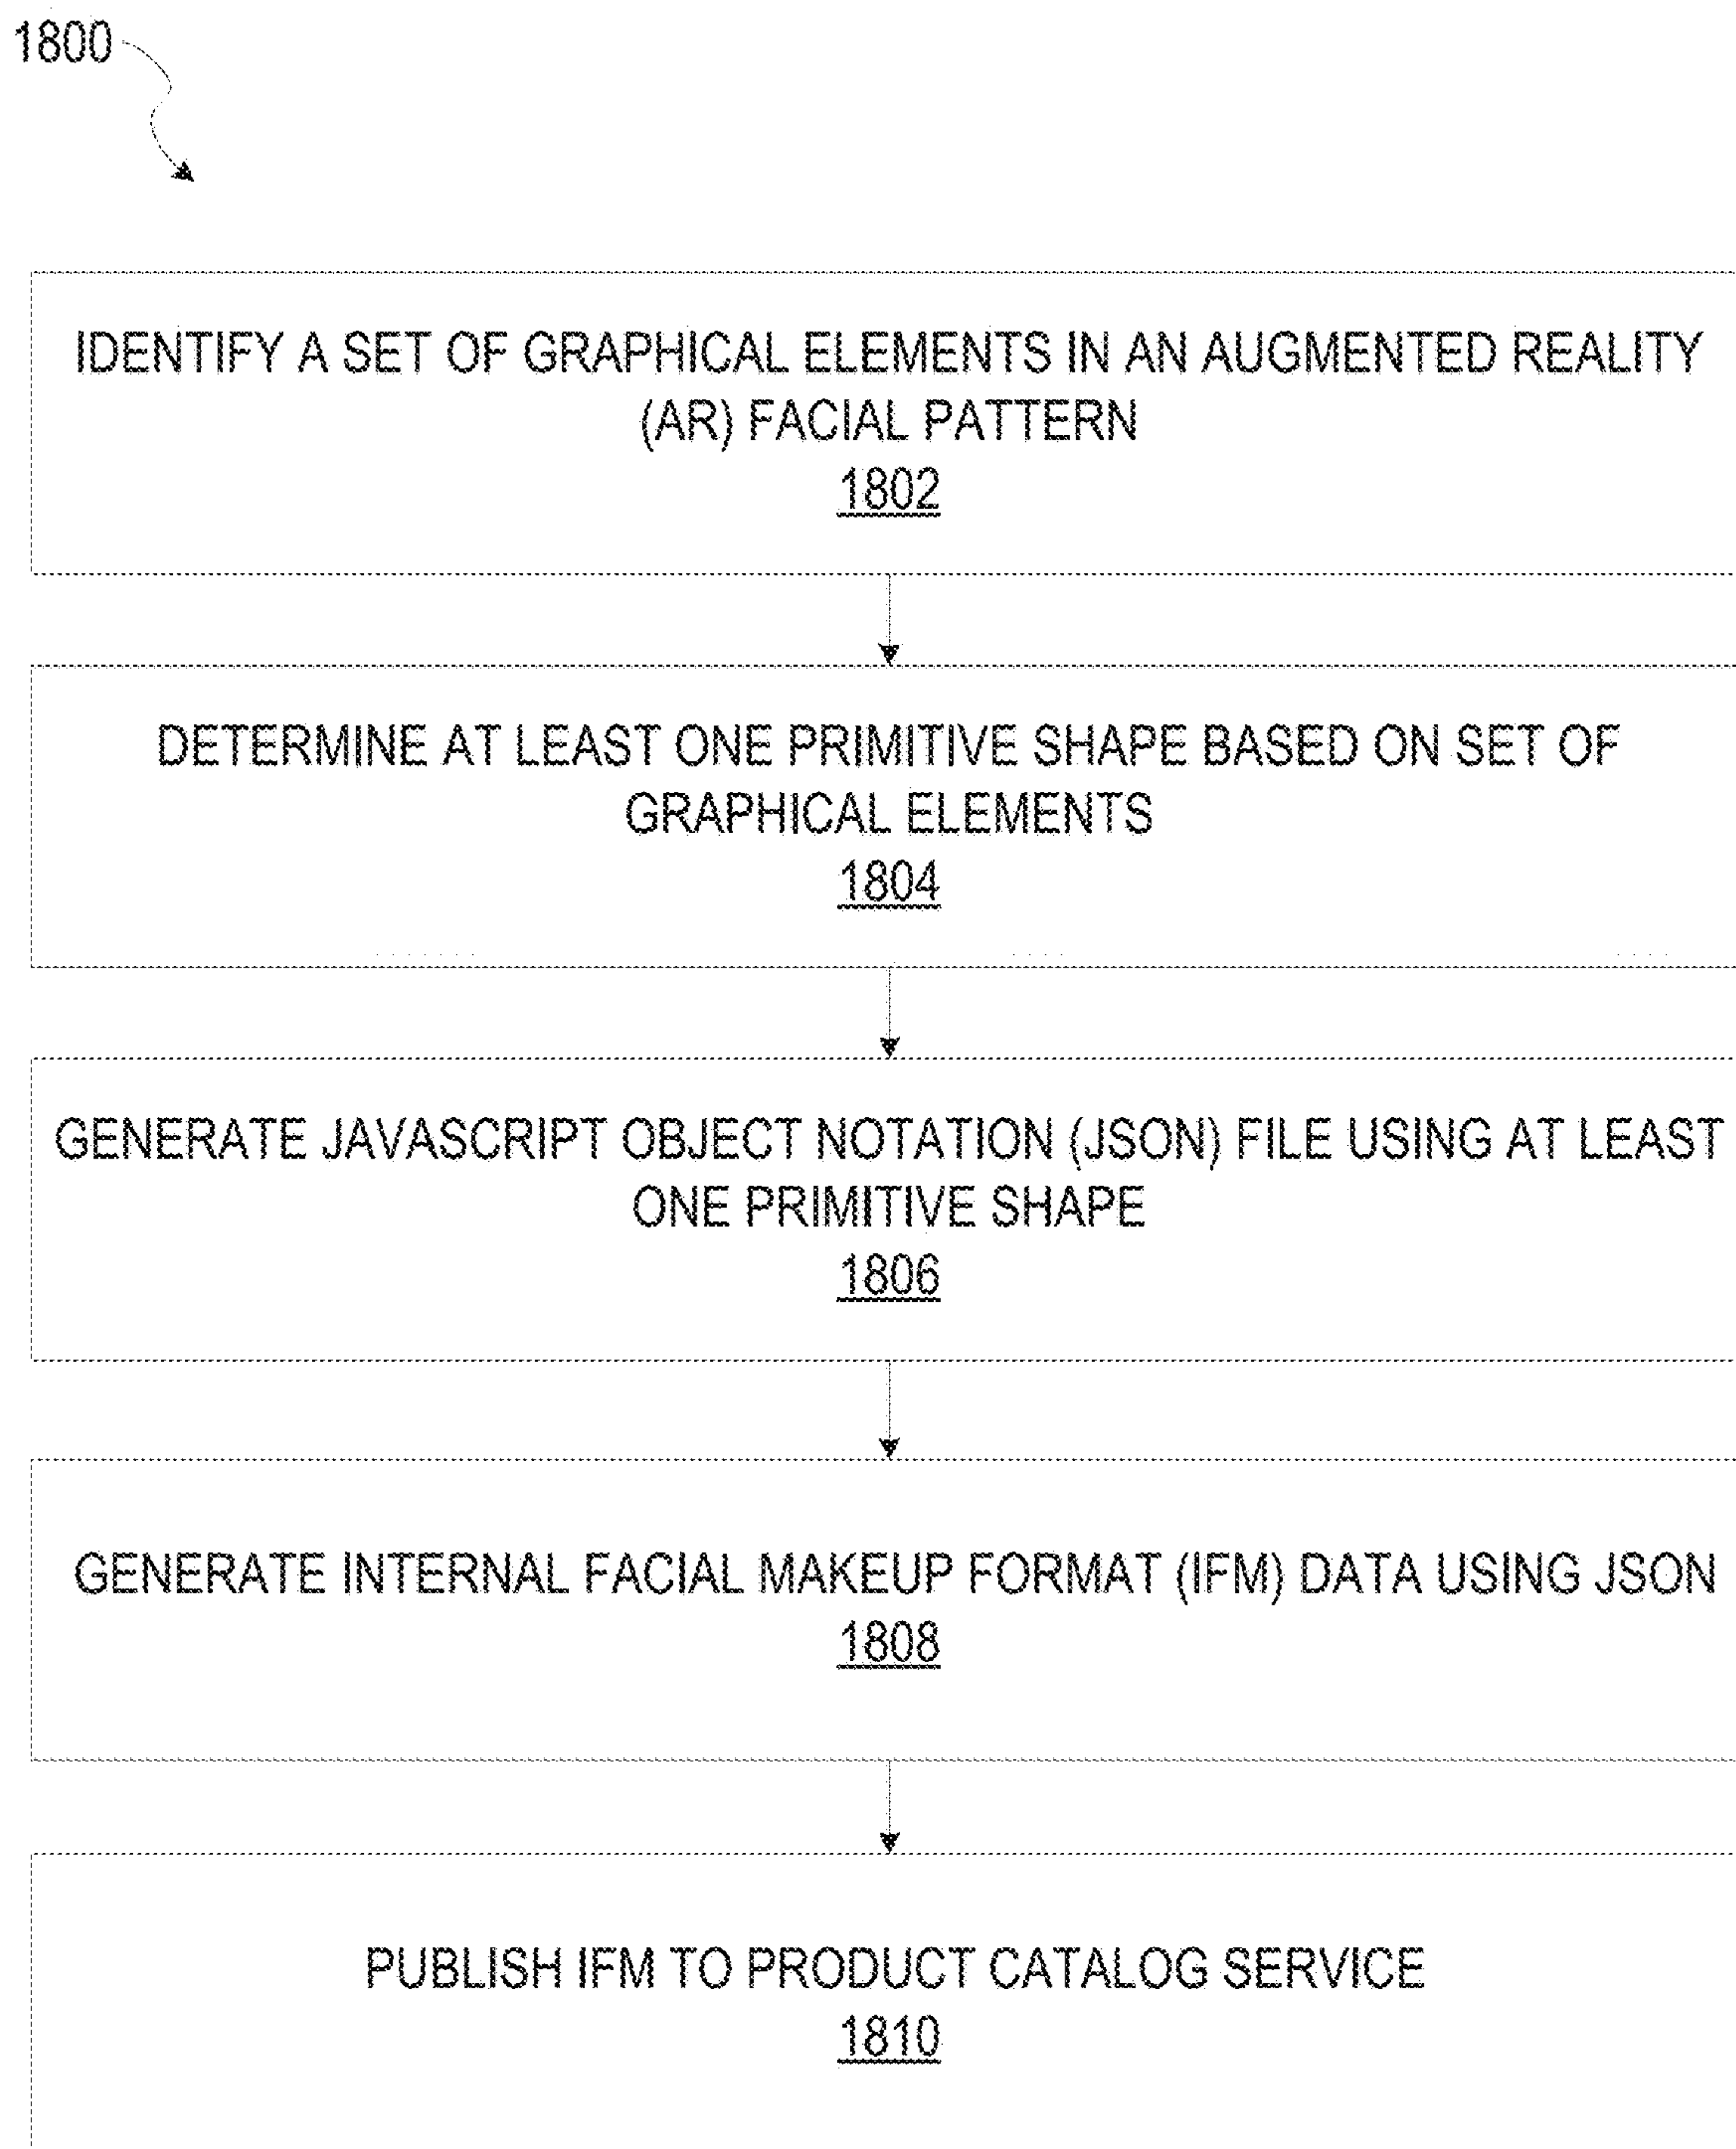 1800
IDENTIFY A SET OF GRAPHICAL ELEMENTS IN AN AUGMENTED REALITY
(AR) FACIAL PATTERN
1802
DETERMINE AT LEAST ONE PRIMITIVE SHAPE BASED ON SET OF
GRAPHICAL ELEMENTS
1804
GENERATE JAVASCRIPT OBJECT NOTATION (JSON) FILE USING AT LEAST
ONE PRIMITIVE SHAPE
1806
GENERATE INTERNAL FACIAL MAKEUP FORMAT (IFM) DATA USING JSON
1808
PUBLISH IFM TO PRODUCT CATALOG SERVICE
1810